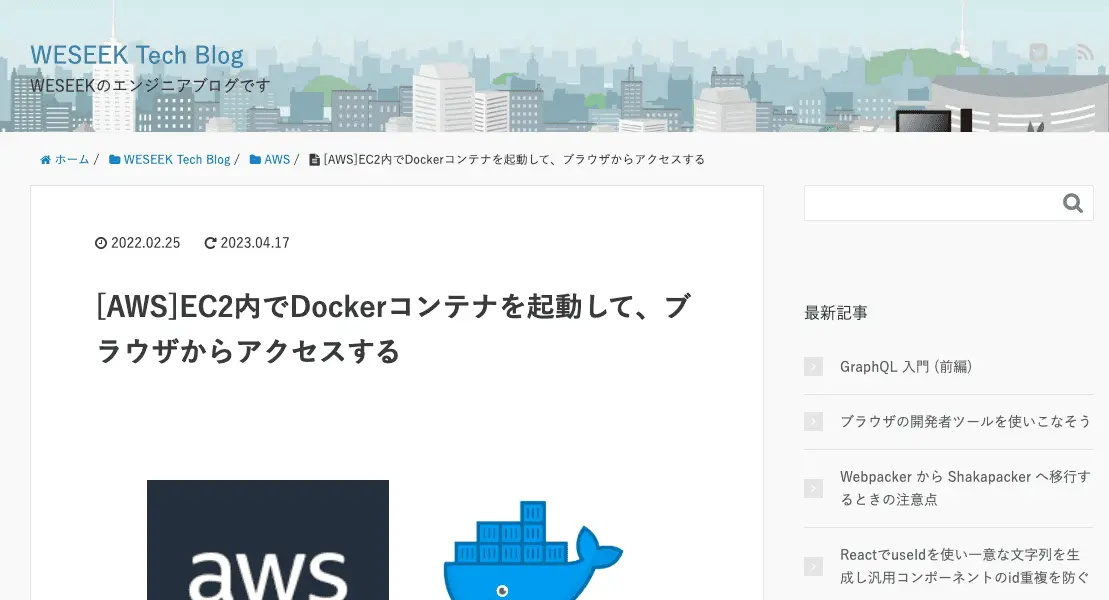 WESEEK Tech Blog
WESEEKのエンジニアブログです
ホーム / WESEEK Tech Blog / AWS / [AWS]EC2内でDockerコンテナを起動して、ブラウザからアクセスする
2022.02.25 2023.04.17
[AWS]EC2内でDockerコンテナを起動して、ブ
ラウザからアクセスする
aws
最新記事
GraphQL 入門 (前編)
ブラウザの開発者ツールを使いこなそう
Webpacker から Shakapacker へ移行す
るときの注意点
ReactでuseIdを使い一意な文字列を生
成し汎用コンポーネントのid重複を防ぐ